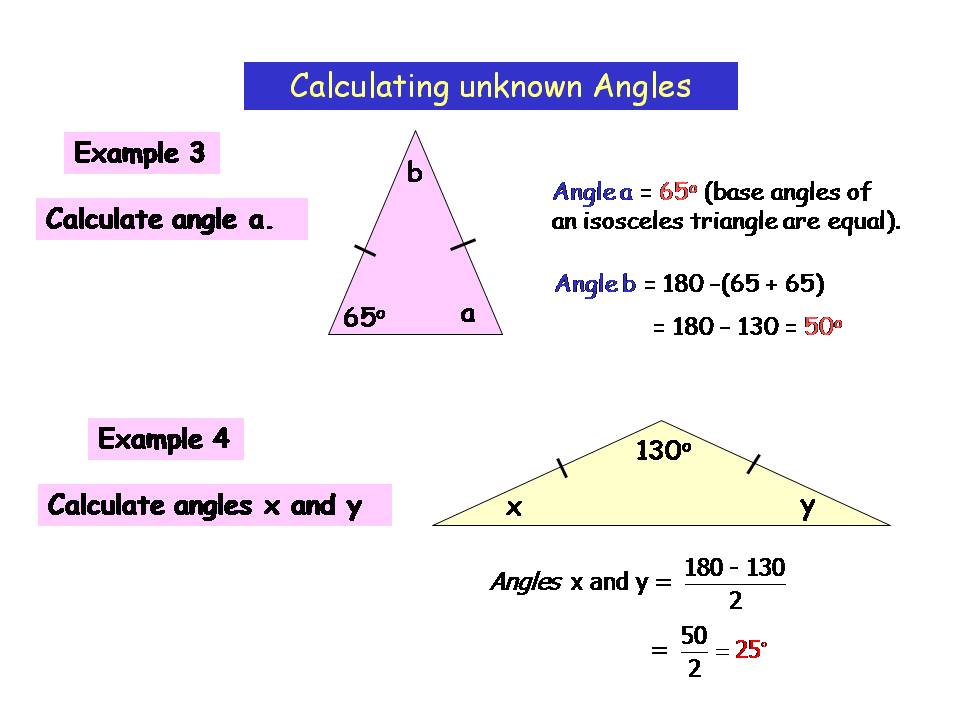 Calculating unknown Angles
Example 3
Calculate angle a.
b
65°
a
Angle a = 65° (base angles of
an isosceles triangle are equal).
Angle b = 180 –(65 + 65)
= 180 – 130 = 50°
Example 4
Calculate angles x and y
130°
x
y
Angles x and y = 180 - 130
2
= 50
2
= 25°